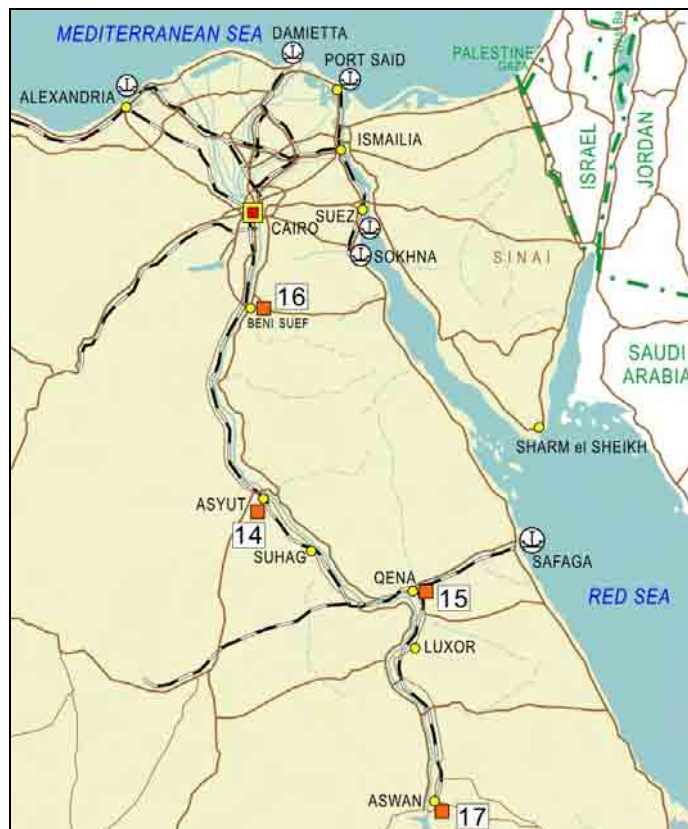 MEDITERRANEAN SEA
DAMIETTA
PORT SAID
PALESTINE
GAZA
ALEXANDRIA
ISMAILIA
ISRAEL
JORDAN
CAIRO
SUEZ
SOKHNA
SINAI
16
BENI SUEF
SAUDI
ARABIA
SHARM el SHEIKH
ASYUT
14
SUHAG
SAFAGA
QENA
15
RED SEA
LUXOR
ASWAN
17